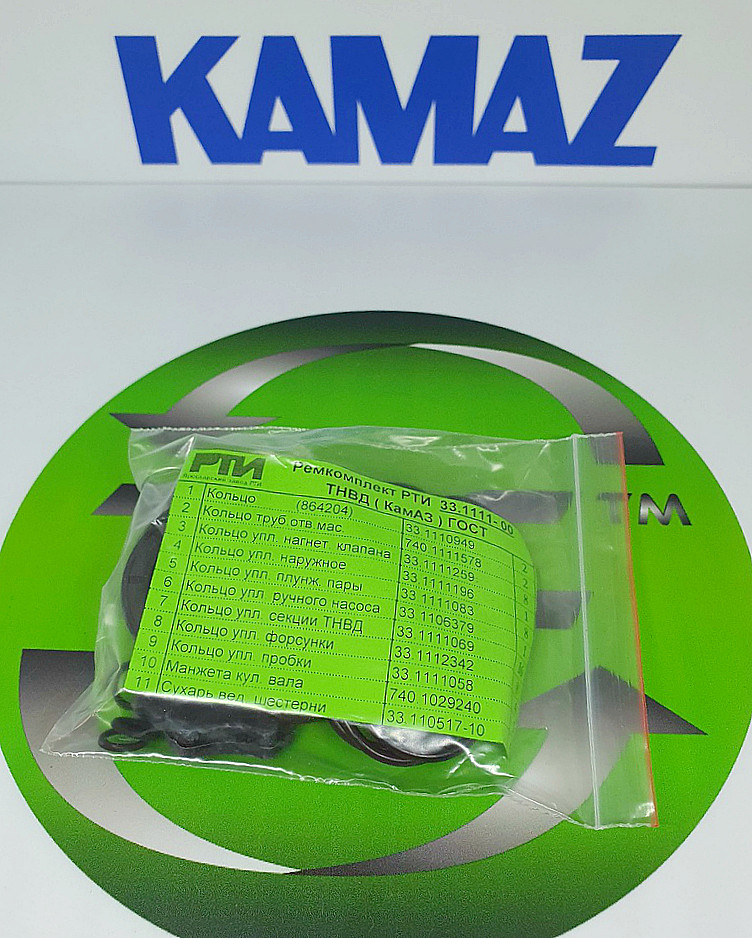 KAMAZ
РТИ Ремкомплект РТИ 33.1111-00
ТНВД ( КамАЗ ) ГОСТ
1 Кольцо (864204) 33.1110949 2
2 Кольцо труб отв.мас. 740 1111578 2
3 Кольцо упл. нагнет. клапана 33.1111259
4 Кольцо упл. наружное 33 1111196
5 Кольцо упл. плунж. пары 33 1111083
6 Кольцо упл. ручного насоса 33 1106379
7 Кольцо упл. секции ТНВД 33 1111069
8 Кольцо упл. форсунки 33 1112342
9 Кольцо упл. пробки 33 1111058
10 Манжета кул. вала 740 1029240
11 Сухарь вед. шестерни 33.110517-10
TM